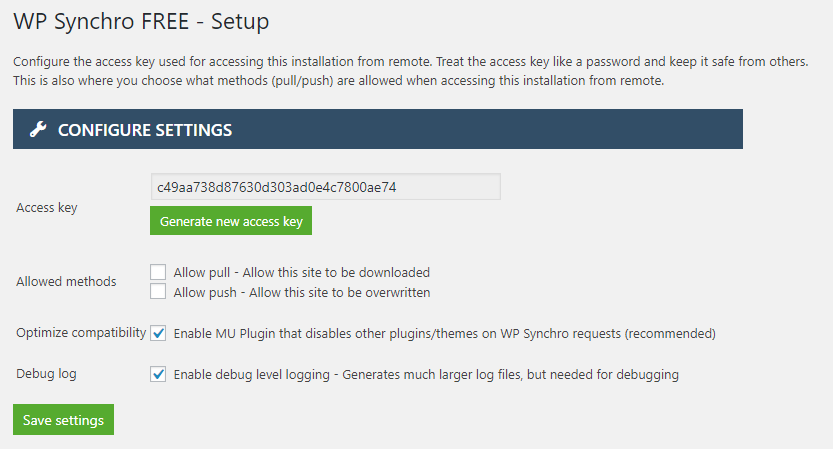 WP Synchro FREE - Setup
Configure the access key used for accessing this installation from remote. Treat the access key like a password and keep it safe from others.
This is also where you choose what methods (pull/push) are allowed when accessing this installation from remote.
CONFIGURE SETTINGS
Access key
c49aa738d87630d303ad0e4c7800ae74
Generate new access key
Allowed methods
Allow pull - Allow this site to be downloaded
Allow push - Allow this site to be overwritten
Optimize compatibility
Enable MU Plugin that disables other plugins/themes on WP Synchro requests (recommended)
Debug log
Enable debug level logging - Generates much larger log files, but needed for debugging
Save settings